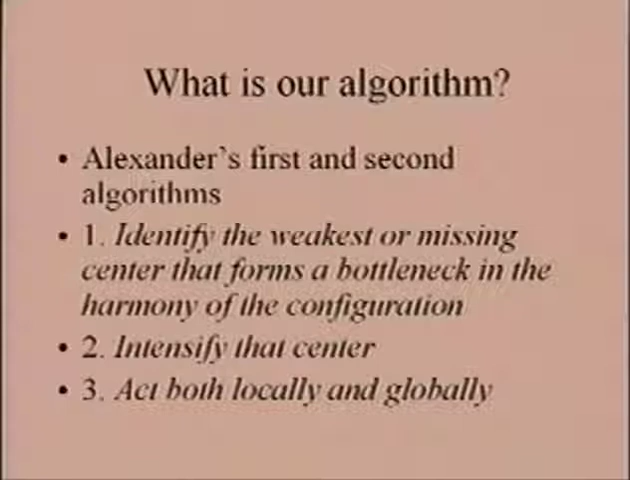 What is our algorithm?
• Alexander's first and second
algorithms
• 1. Identify the weakest or missing
center that forms a bottleneck in the
harmony of the configuration
• 2. Intensify that center
• 3. Act both locally and globally